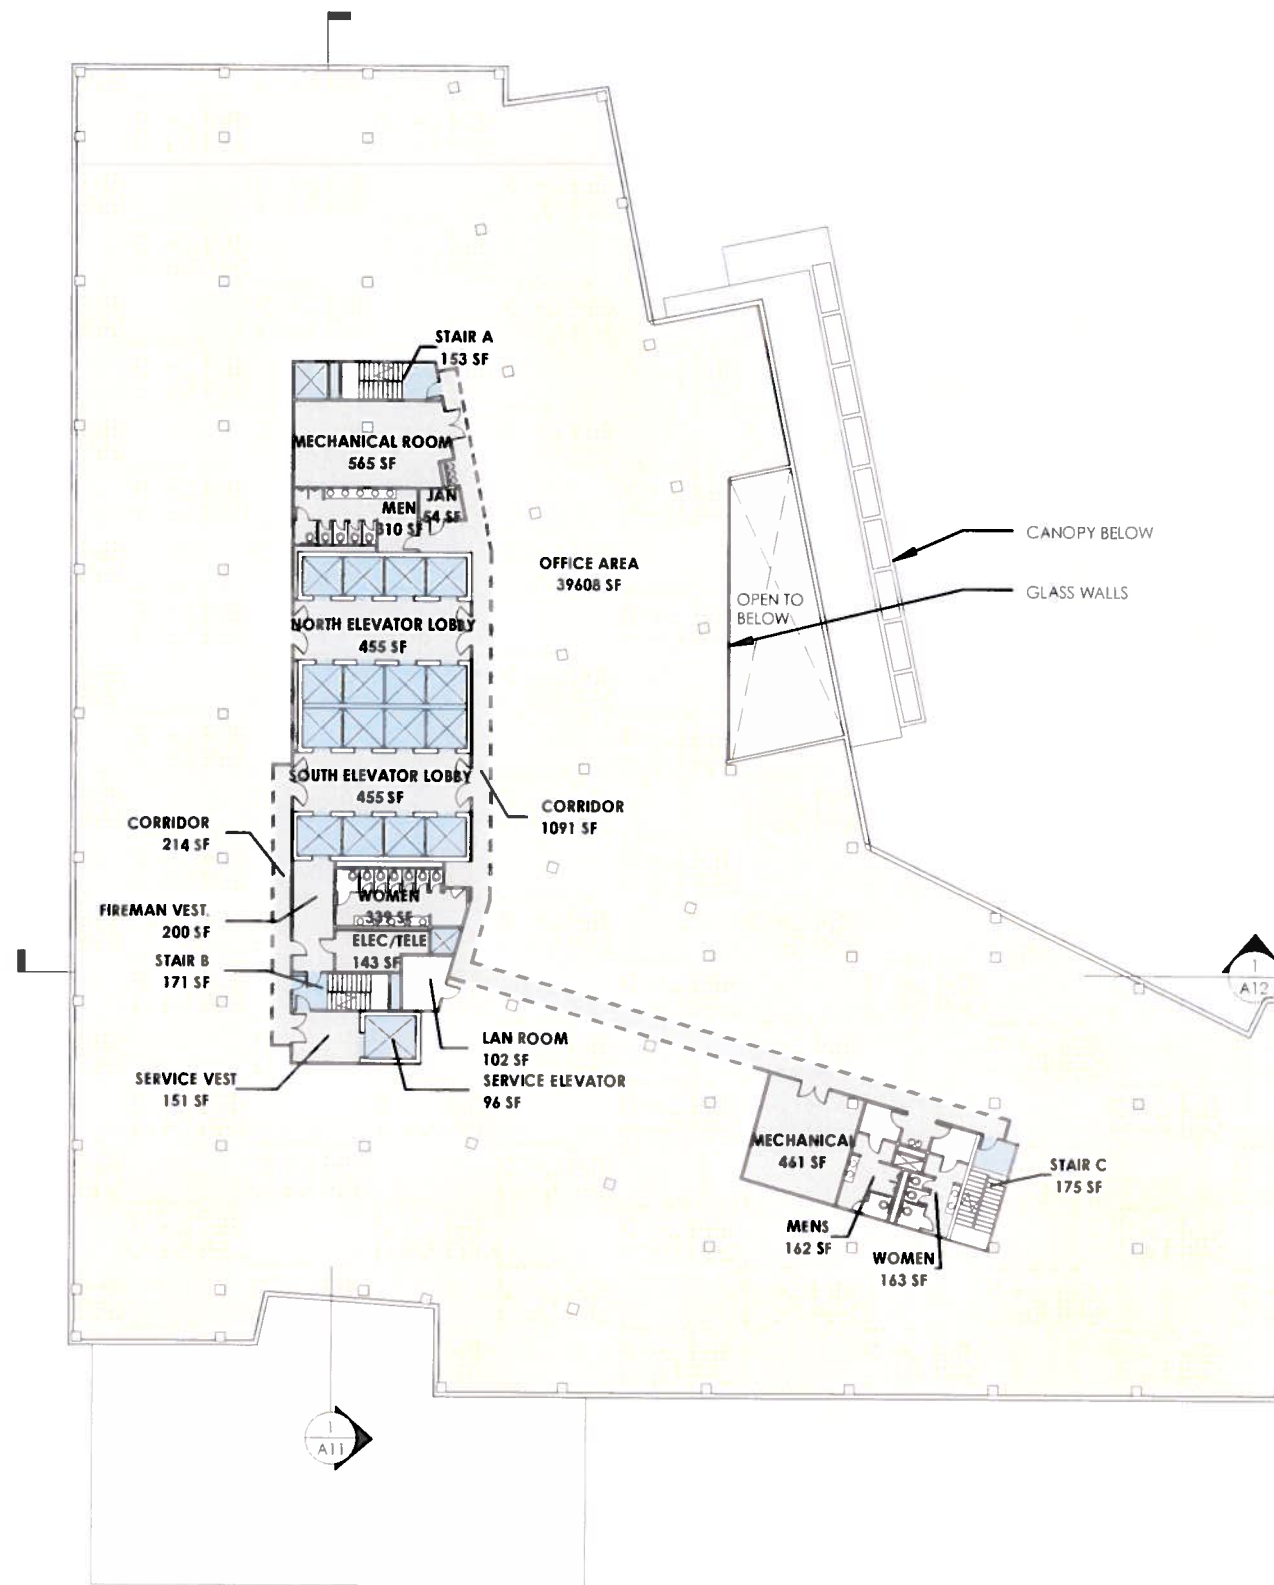 STAIR A
153 SF
MECHANICAL ROOM
565 SF
JAN
54 SF
MEN
310 SF
OFFICE AREA
39608 SF
CANOPY BELOW
GLASS WALLS
OPEN TO
BELOW
NORTH ELEVATOR LOBBY
455 SF
SOUTH ELEVATOR LOBBY
455 SF
CORRIDOR
1091 SF
CORRIDOR
214 SF
WOMEN
339 SF
FIREMAN VEST.
200 SF
ELEC/TELE
143 SF
STAIR B
171 SF
1
A12
LAN ROOM
102 SF
SERVICE VEST
151 SF
SERVICE ELEVATOR
96 SF
MECHANICAL
461 SF
STAIR C
175 SF
MENS
162 SF
WOMEN
163 SF
1
A11